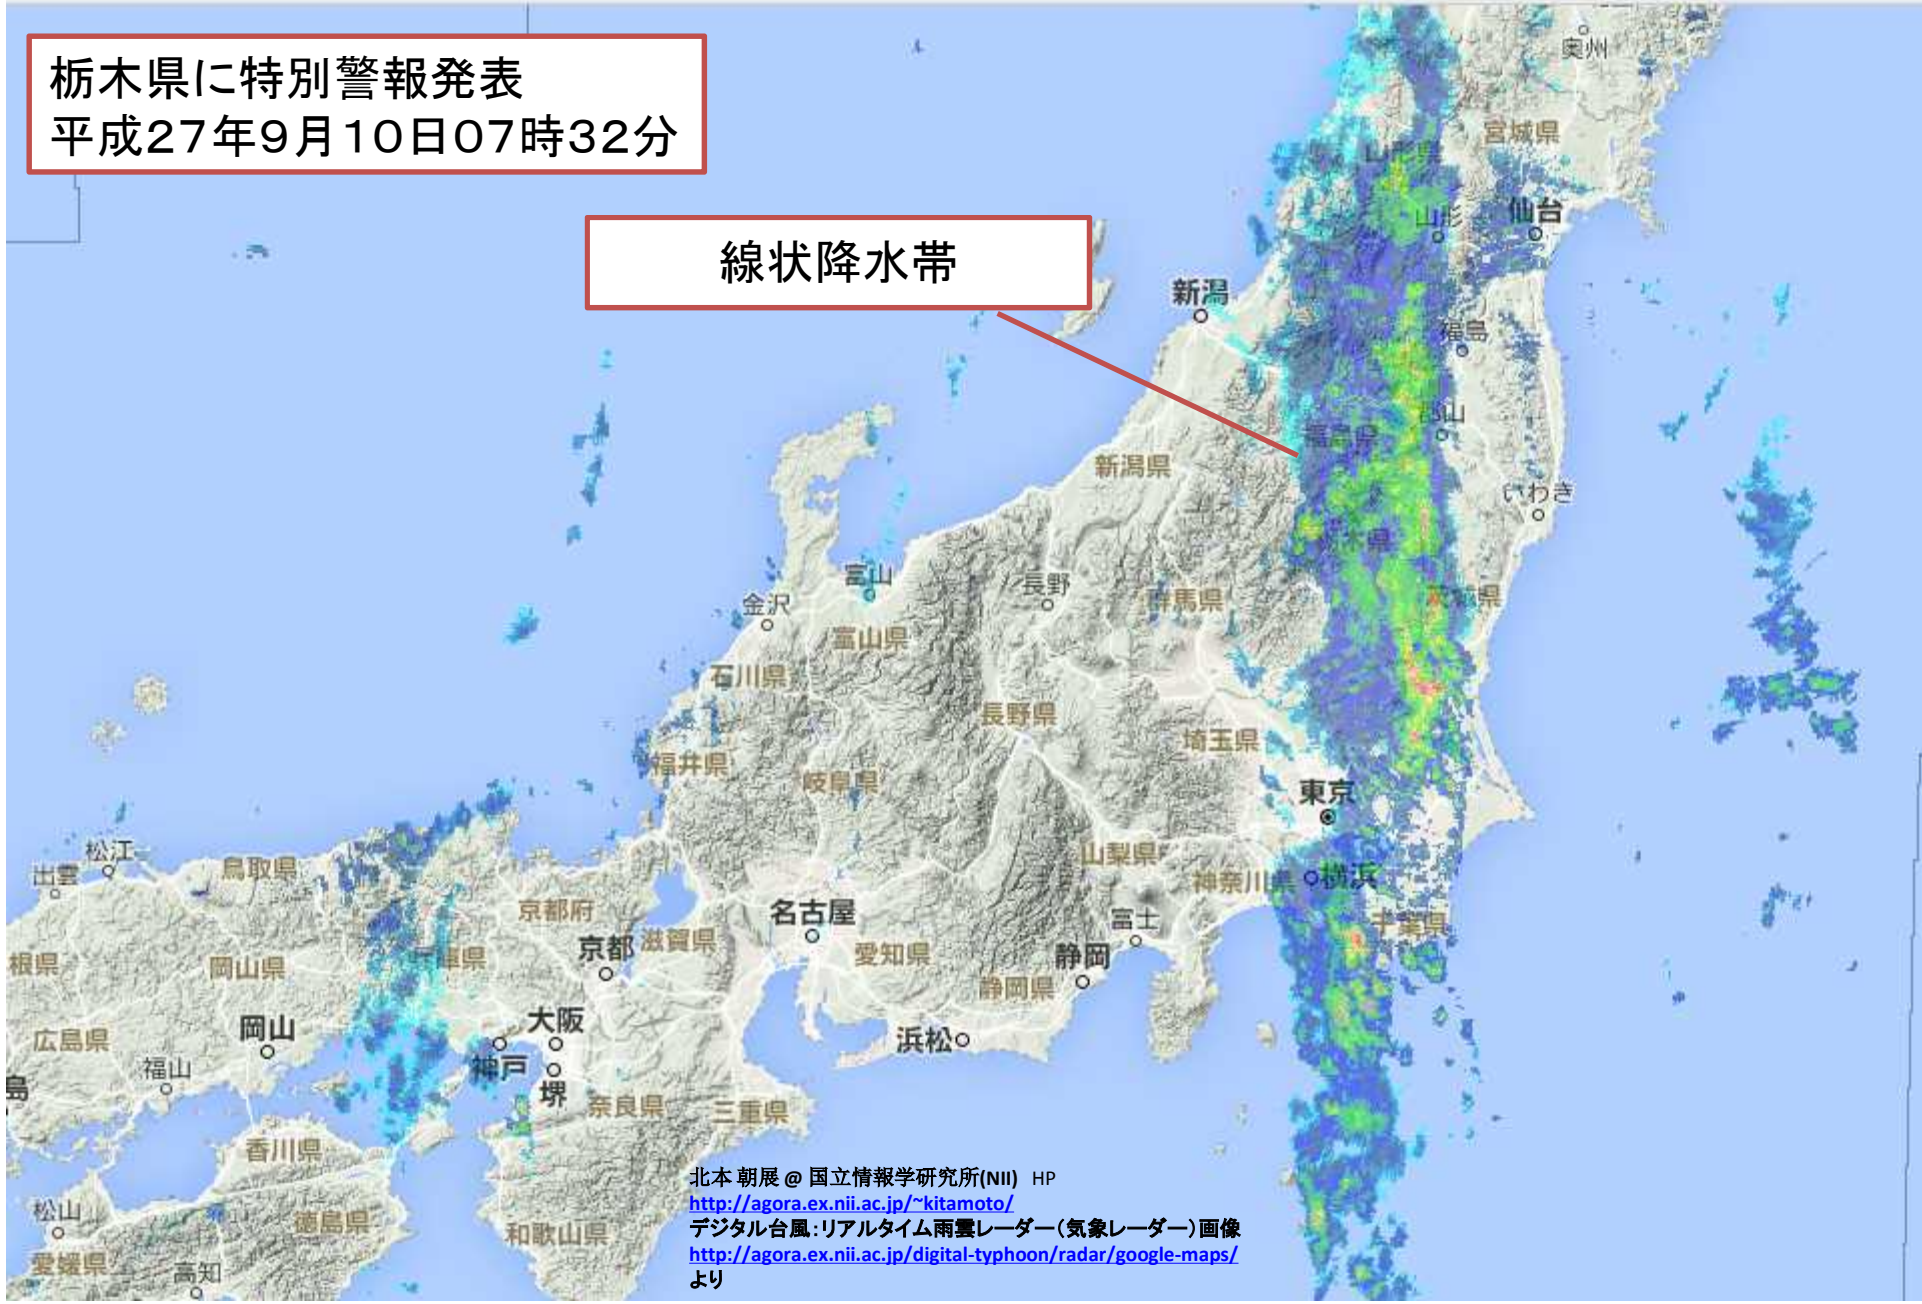 栃木県に特別警報発表
平成27年9月10日07時32分
線状降水帯
奥州
宮城県
山形県
山形
仙台
新潟
福島
郡山
福島県
新潟県
いわき
栃木県
富山
長野
群馬県
茨城県
金沢
富山県
石川県
長野県
埼玉県
福井県
岐阜県
東京
松江
出雲
鳥取県
山梨県
神奈川県
横浜
京都府
名古屋
富士
千葉県
京都
滋賀県
愛知県
静岡
根県
岡山県
兵庫県
静岡県
岡山
大阪
広島県
浜松
福山
神戸
島
堺
奈良県
三重県
香川県
北本 朝展 @ 国立情報学研究所(NII) HP
http://agora.ex.nii.ac.jp/~kitamoto/
デジタル台風:リアルタイム雨雲レーダー(気象レーダー)画像
http://agora.ex.nii.ac.jp/digital-typhoon/radar/google-maps/
より
松山
徳島県
和歌山県
愛媛県
高知